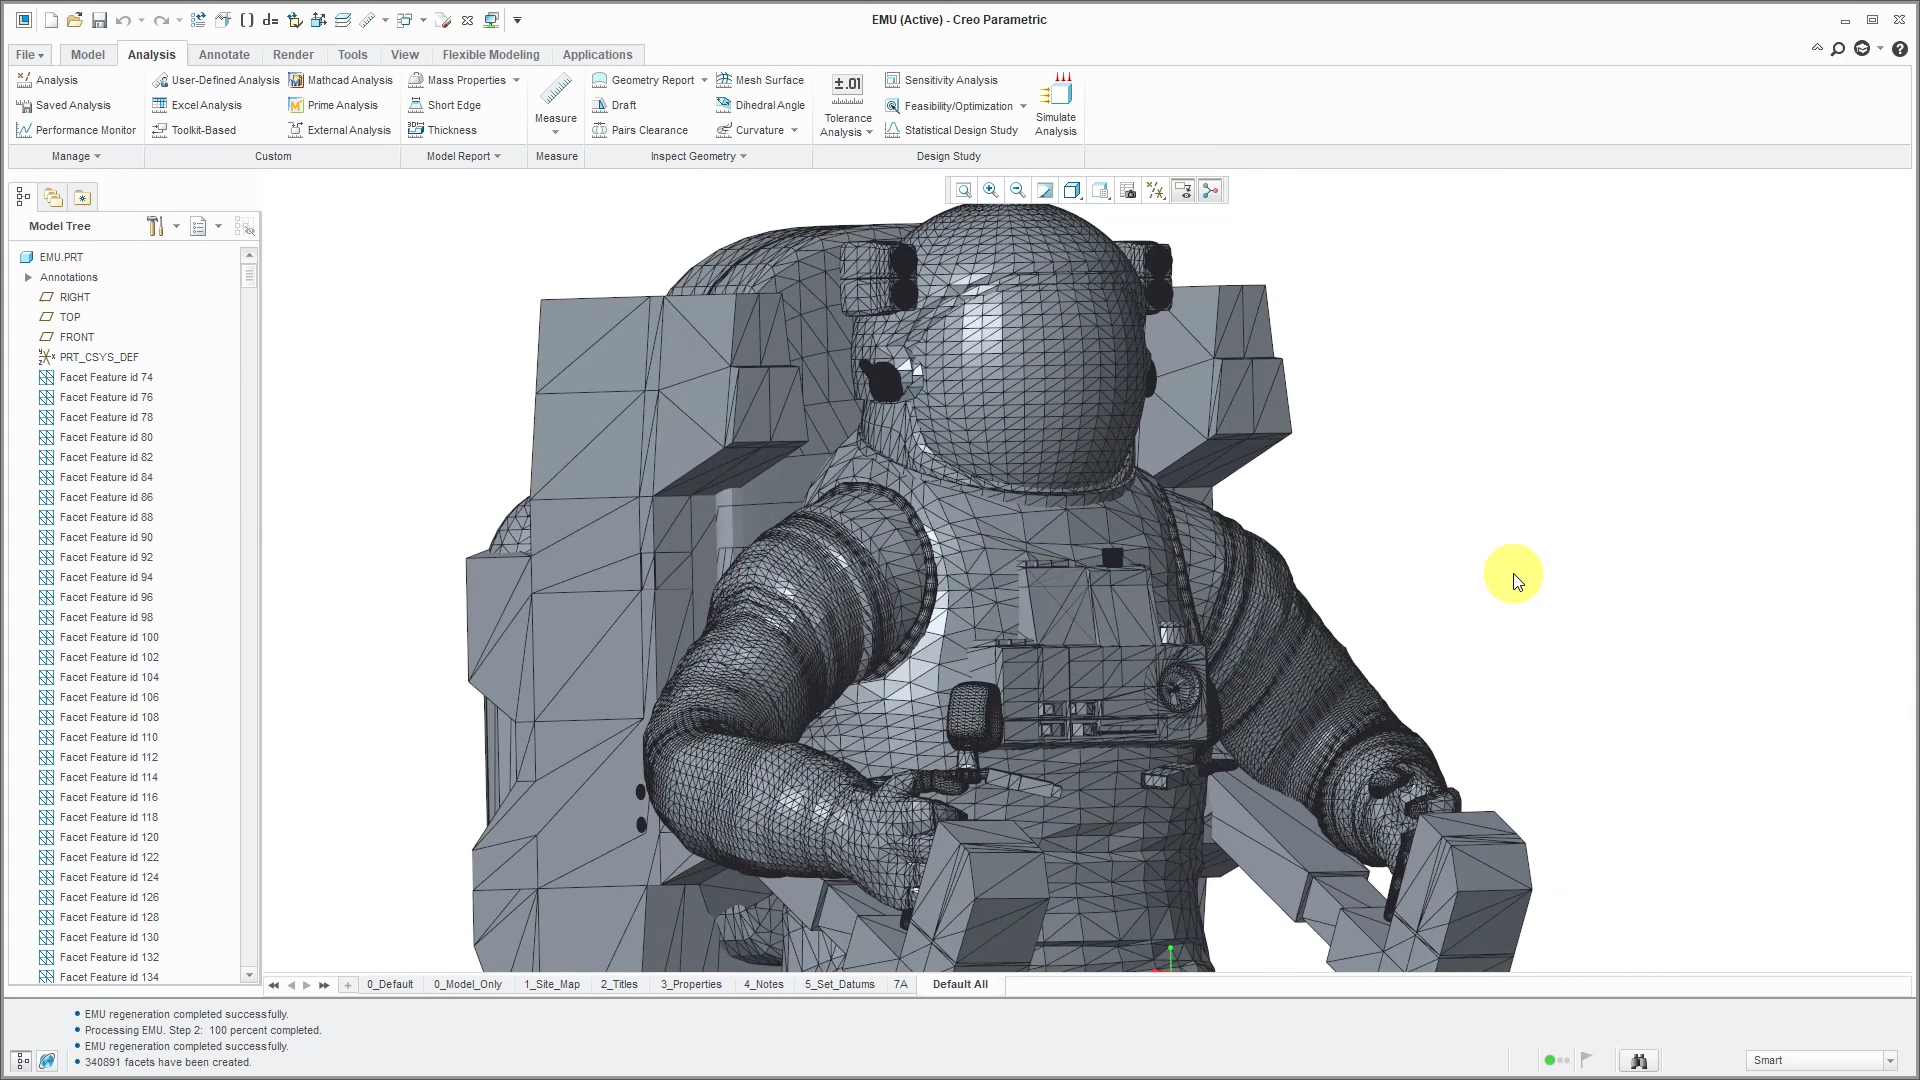 EMU (Active) - Creo Parametric
File
Model
Analysis
Annotate
Render
Tools
View
Flexible Modeling
Applications
Analysis
Saved Analysis
Performance Monitor
Manage
User-Defined Analysis
Excel Analysis
Toolkit-Based
Mathcad Analysis
Prime Analysis
External Analysis
Custom
Mass Properties
Short Edge
Thickness
Model Report
Measure
Measure
Geometry Report
Draft
Pairs Clearance
Mesh Surface
Dihedral Angle
Curvature
Inspect Geometry
±.01
Tolerance
Analysis
Sensitivity Analysis
Feasibility/Optimization
Statistical Design Study
Simulate
Analysis
Design Study
Model Tree
EMU.PRT
Annotations
RIGHT
TOP
FRONT
PRT_CSYS_DEF
Facet Feature id 74
Facet Feature id 76
Facet Feature id 78
Facet Feature id 80
Facet Feature id 82
Facet Feature id 84
Facet Feature id 86
Facet Feature id 88
Facet Feature id 90
Facet Feature id 92
Facet Feature id 94
Facet Feature id 96
Facet Feature id 98
Facet Feature id 100
Facet Feature id 102
Facet Feature id 104
Facet Feature id 106
Facet Feature id 108
Facet Feature id 110
Facet Feature id 112
Facet Feature id 114
Facet Feature id 116
Facet Feature id 118
Facet Feature id 120
Facet Feature id 122
Facet Feature id 124
Facet Feature id 126
Facet Feature id 128
Facet Feature id 130
Facet Feature id 132
Facet Feature id 134
0_Default
0_Model_Only
1_Site_Map
2_Titles
3_Properties
4_Notes
5_Set_Datums
7A
Default All
EMU regeneration completed successfully.
Processing EMU. Step 2: 100 percent completed.
EMU regeneration completed successfully.
340891 facets have been created.
Smart